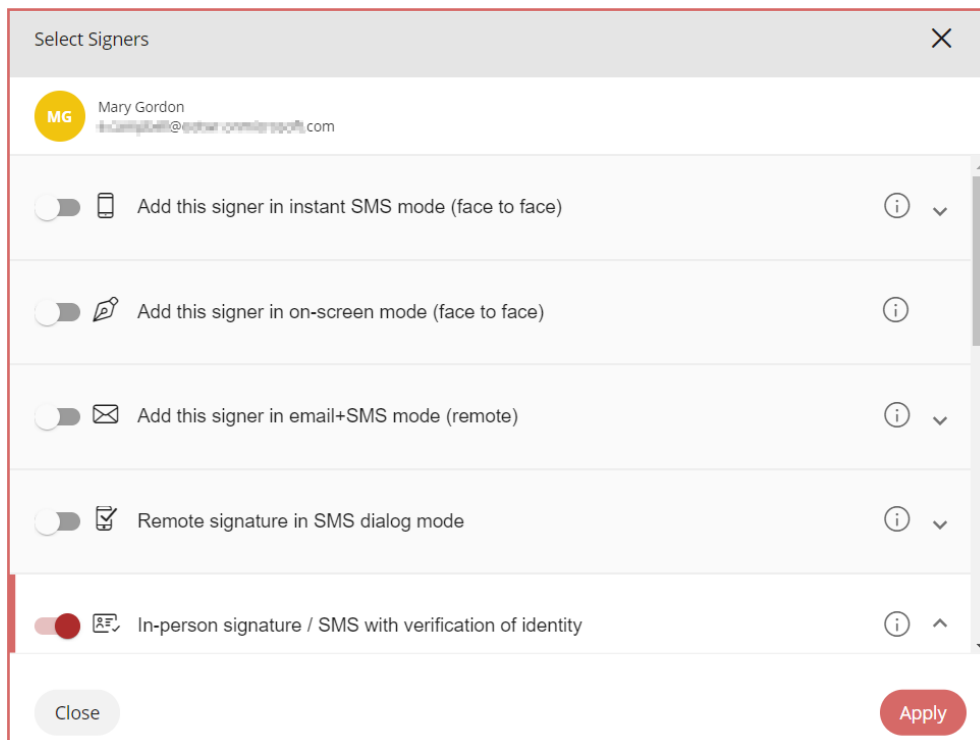 Select Signers
MG
Mary Gordon
.com
Add this signer in instant SMS mode (face to face)
Add this signer in on-screen mode (face to face)
Add this signer in email+SMS mode (remote)
Remote signature in SMS dialog mode
In-person signature / SMS with verification of identity
Close
Apply